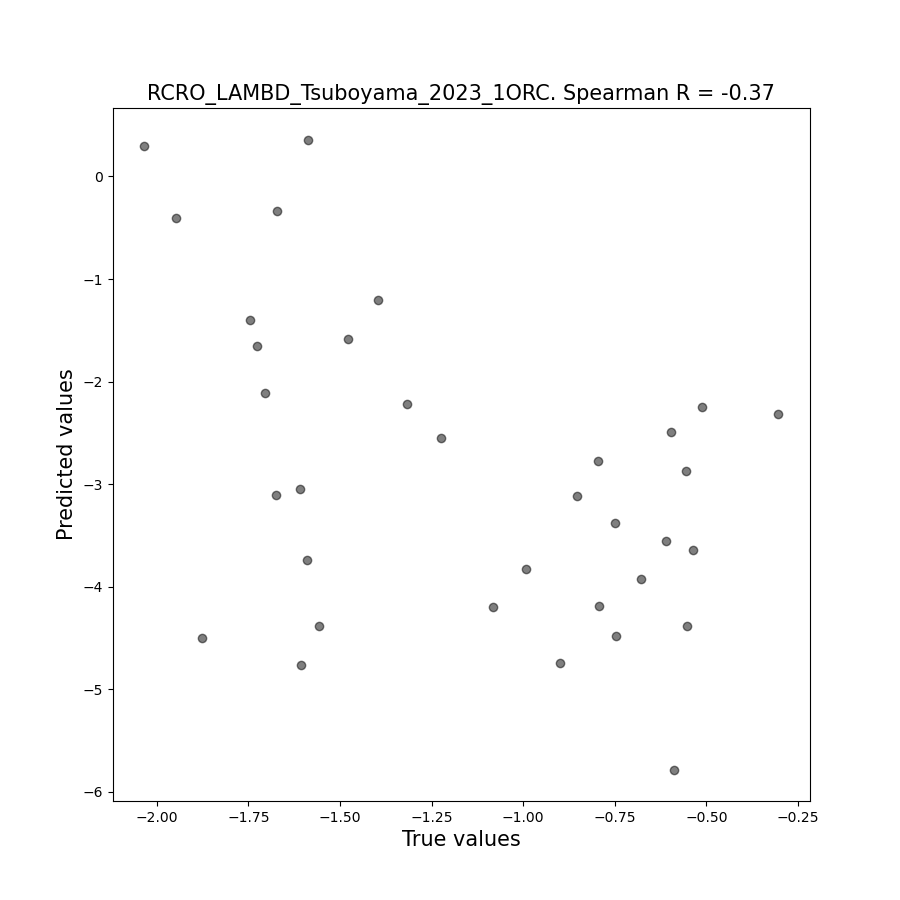 RCRO_LAMBD_Tsuboyama_2023_1ORC. Spearman R = -0.37
0
−1
−2
−3
−4
−5
−6
Predicted values
−2.00 −1.75 −1.50 −1.25 −1.00 −0.75 −0.50 −0.25
True values